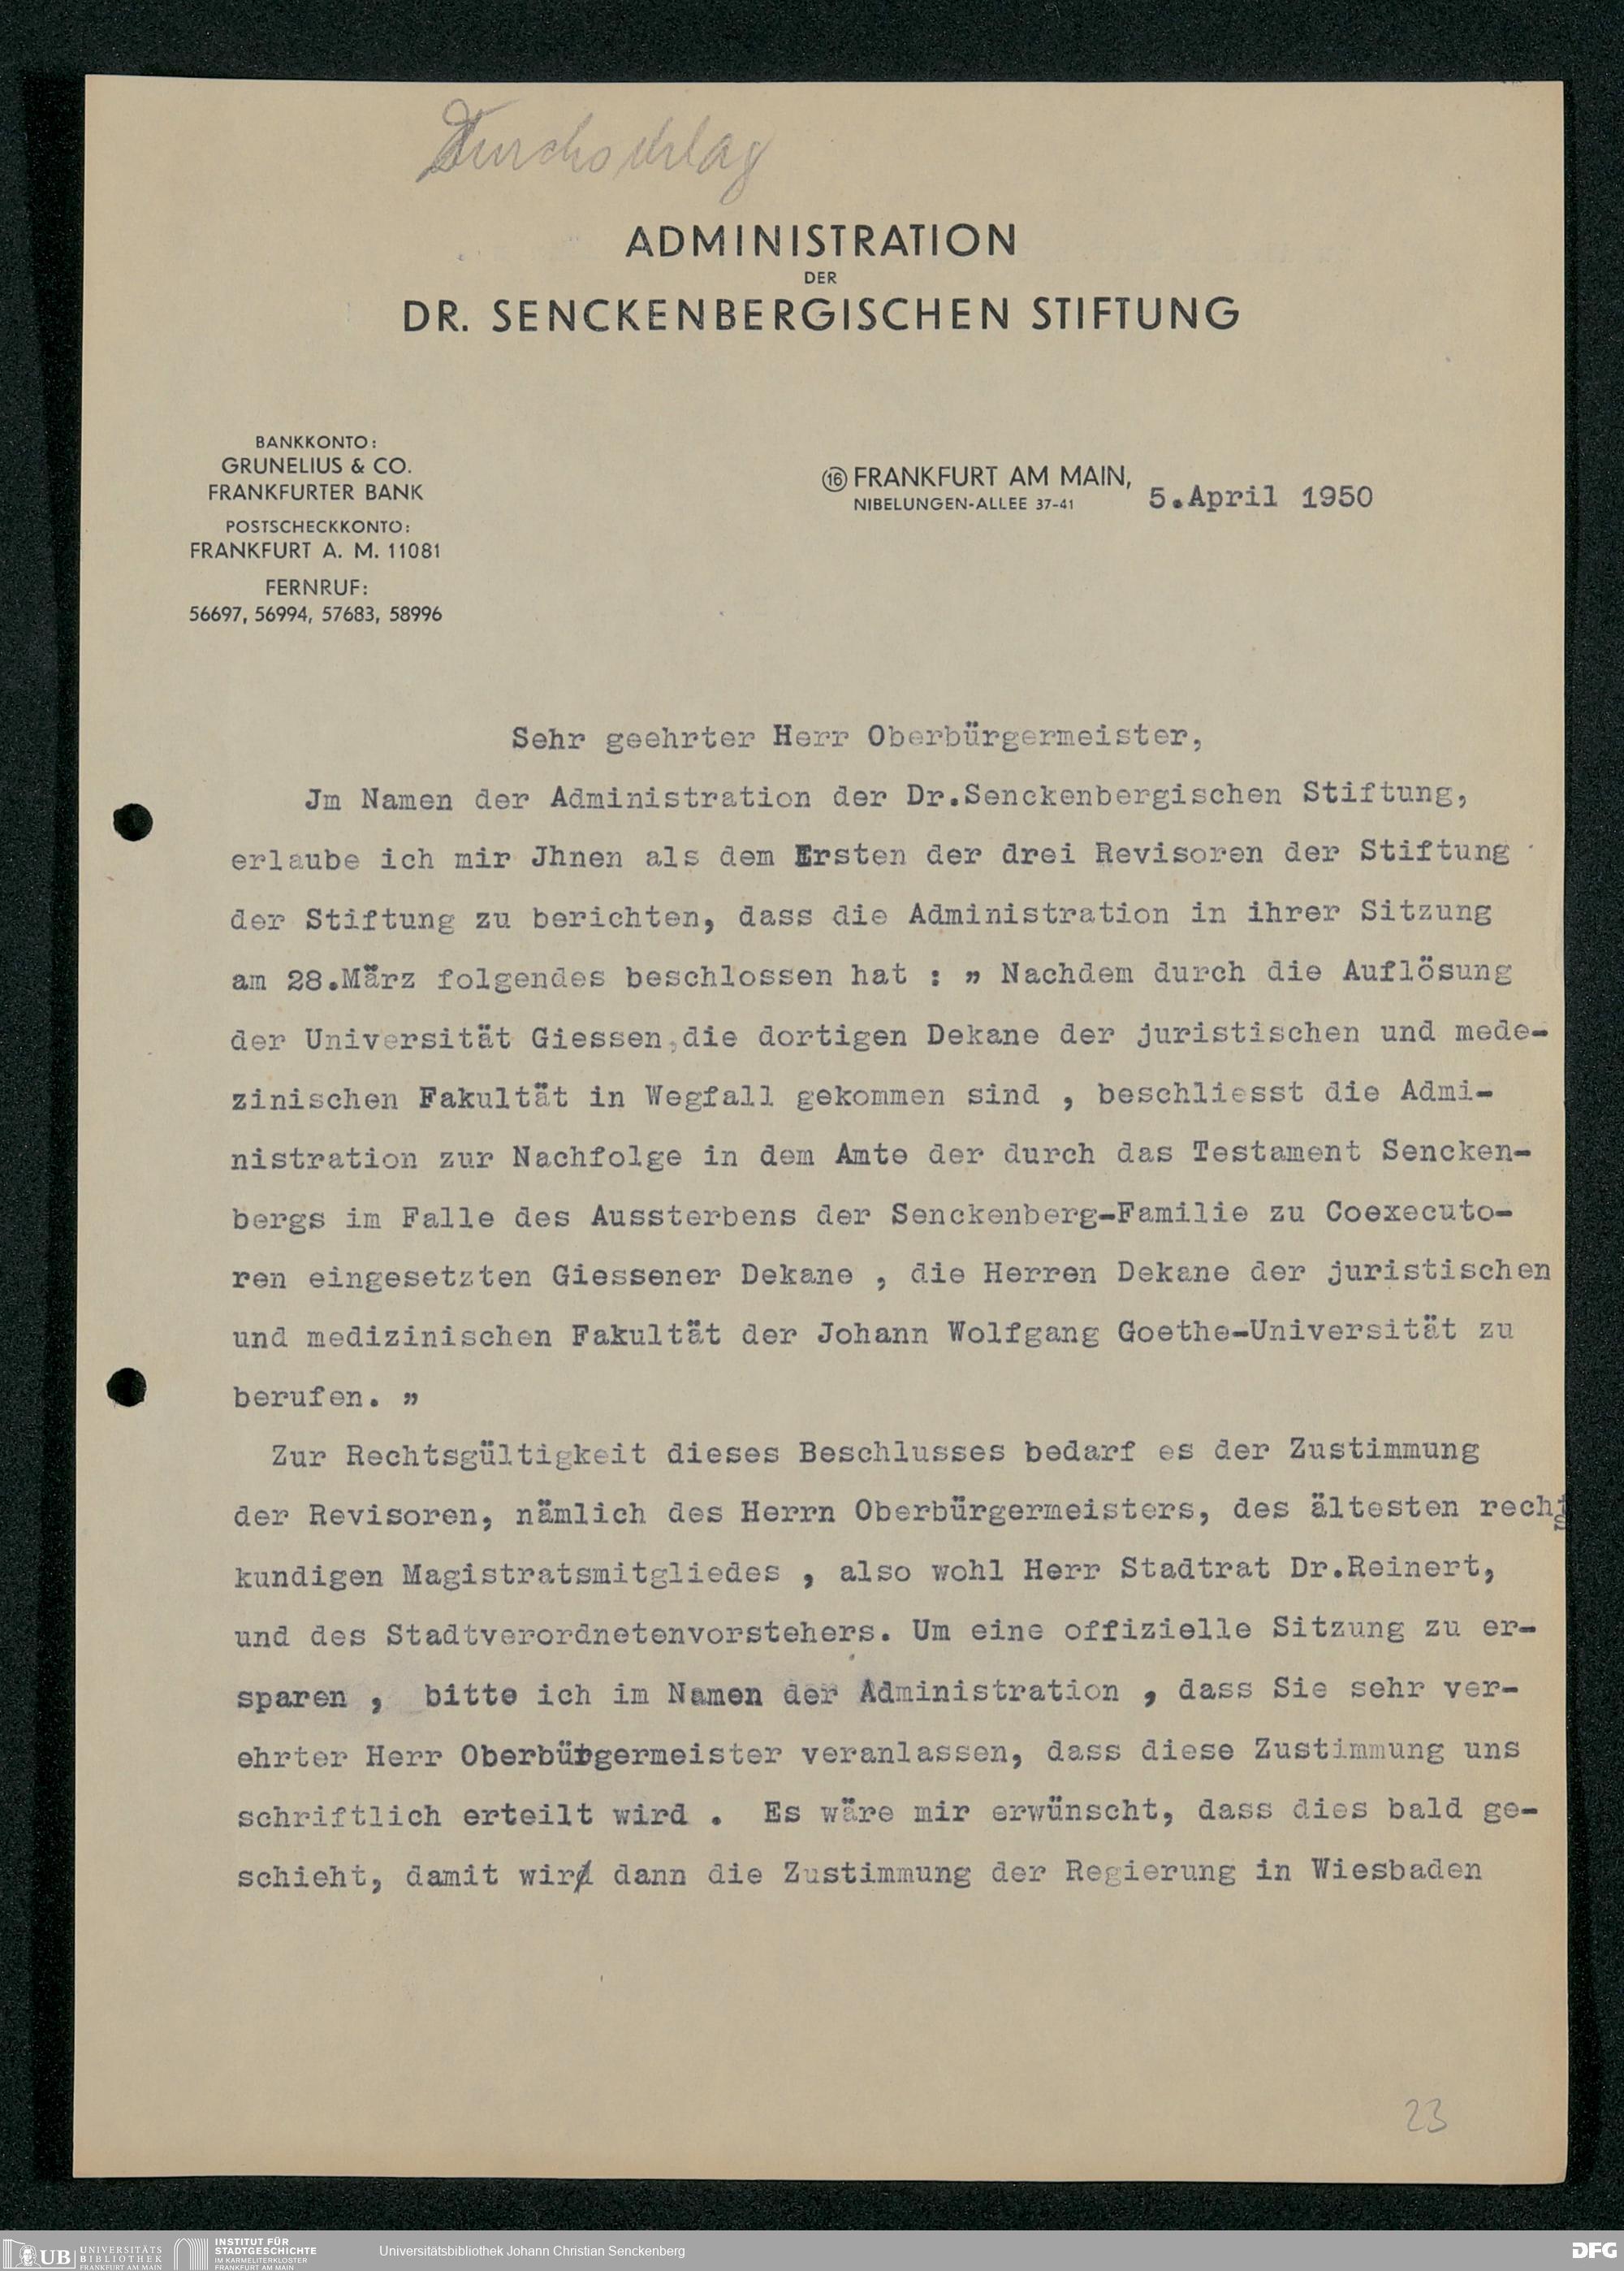 Durchschlag
ADMINISTRATION
DER
DR. SENCKENBERGISCHEN STIFTUNG
BANKKONTO:
GRUNELIUS & CO.
FRANKFURTER BANK
POSTSCHECKKONTO:
FRANKFURT A. M. 11081
FERNRUF:
56697, 56994, 57683, 58996
(16) FRANKFURT AM MAIN,
NIBELUNGEN-ALLEE 37-41
5.April 1950
Sehr geehrter Herr Oberbürgermeister,
Jm Namen der Administration der Dr.Senckenbergischen Stiftung,
erlaube ich mir Jhnen als dem Ersten der drei Revisoren der Stiftung
der Stiftung zu berichten, dass die Administration in ihrer Sitzung
am 28.März folgendes beschlossen hat : „ Nachdem durch die Auflösung
der Universität Giessen,die dortigen Dekane der juristischen und mede-
zinischen Fakultät in Wegfall gekommen sind , beschliesst die Admi-
nistration zur Nachfolge in dem Amte der durch das Testament Sencken-
bergs im Falle des Aussterbens der Senckenberg-Familie zu Coexecuto-
ren eingesetzten Giessener Dekane , die Herren Dekane der juristischen
und medizinischen Fakultät der Johann Wolfgang Goethe-Universität zu
berufen. „
Zur Rechtsgültigkeit dieses Beschlusses bedarf es der Zustimmung
der Revisoren, nämlich des Herrn Oberbürgermeisters, des ältesten rechts
kundigen Magistratsmitgliedes , also wohl Herr Stadtrat Dr.Reinert,
und des Stadtverordnetenvorstehers. Um eine offizielle Sitzung zu er-
sparen , bitte ich im Namen der Administration , dass Sie sehr ver-
ehrter Herr Oberbürgermeister veranlassen, dass diese Zustimmung uns
schriftlich erteilt wird . Es wäre mir erwünscht, dass dies bald ge-
schieht, damit wir dann die Zustimmung der Regierung in Wiesbaden
23
UB UNIVERSITÄTS
BIBLIOTHEK
FRANKFURT AM MAIN
INSTITUT FÜR
STADTGESCHICHTE
IM KARMELITERKLOSTER
FRANKFURT AM MAIN
Universitätsbibliothek Johann Christian Senckenberg
DFG